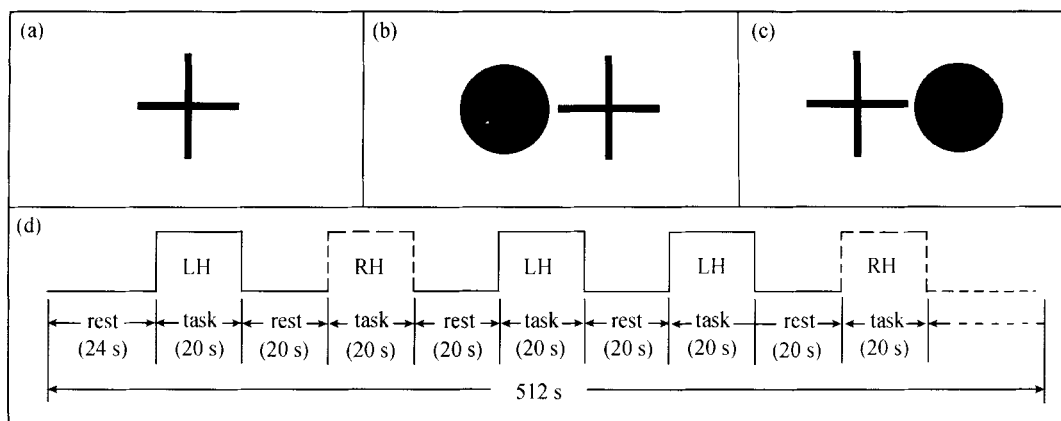 (a) (b) (c)
(d)
LH RH LH LH RH
rest task rest task rest task rest task rest task
(24 s) (20 s) (20 s) (20 s) (20 s) (20 s) (20 s) (20 s) (20 s) (20 s)
512 s